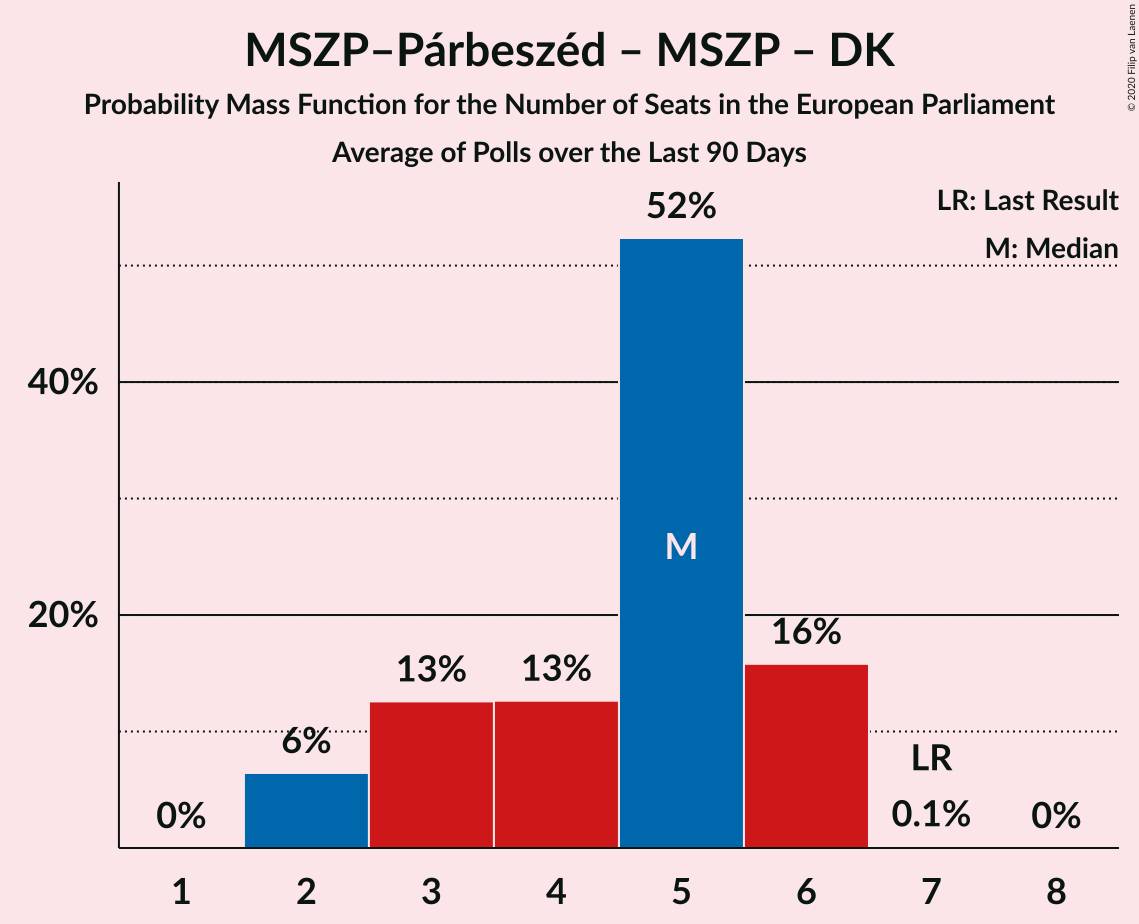 MSZP–Párbeszéd – MSZP – DK
Probability Mass Function for the Number of Seats in the European Parliament
Average of Polls over the Last 90 Days
© 2020 Filip van Laenen
LR: Last Result
M: Median
52%
40%
M
20%
16%
13%
13%
6%
LR
0%
0.1%
0%
1 2 3 4 5 6 7 8